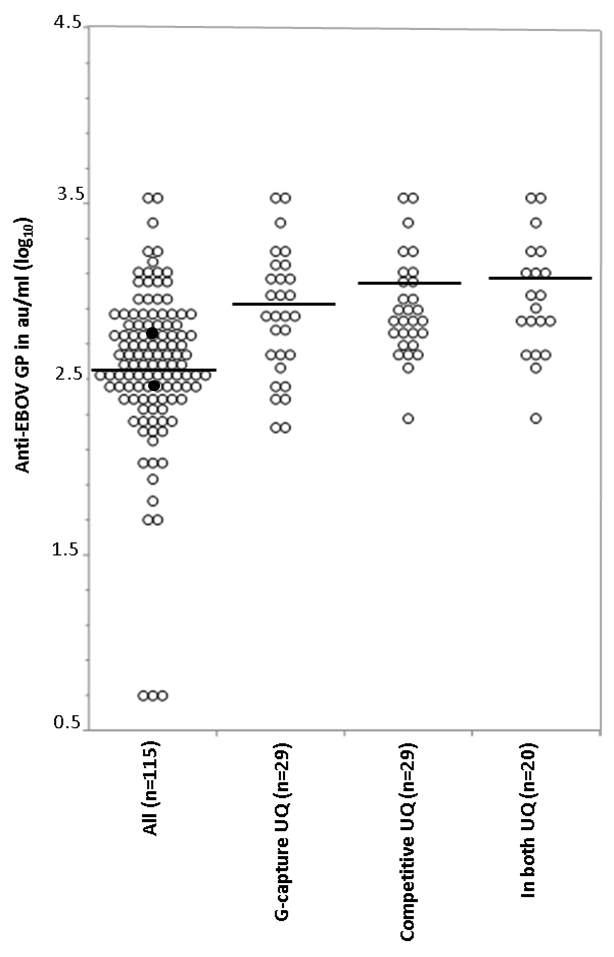 Anti-EBOV GP in au/ml (log10)
4.5
3.5
2.5
1.5
0.5
All (n=115)
G-capture UQ (n=29)
Competitive UQ (n=29)
In both UQ (n=20)